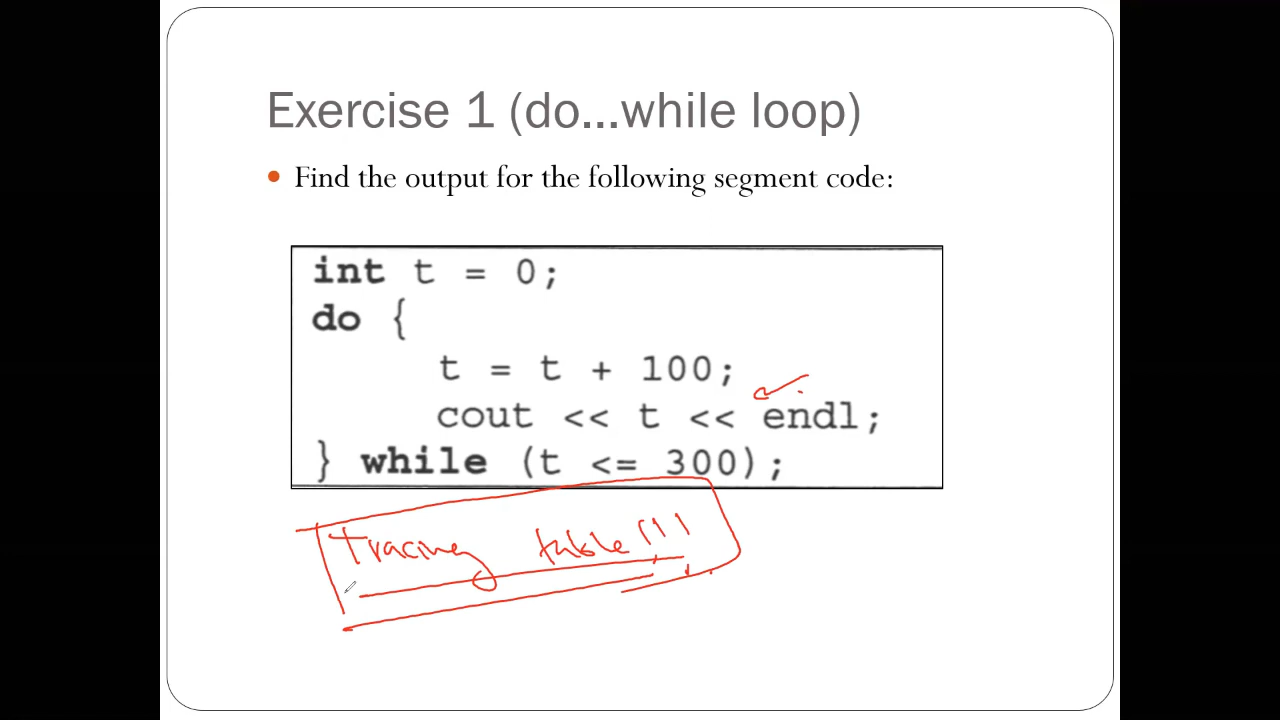 Exercise 1 (do...while loop)
Find the output for the following segment code:
int t = 0;
do {
t = t + 100;
cout << t << endl;
} while (t <= 300);
Tracing table!!!